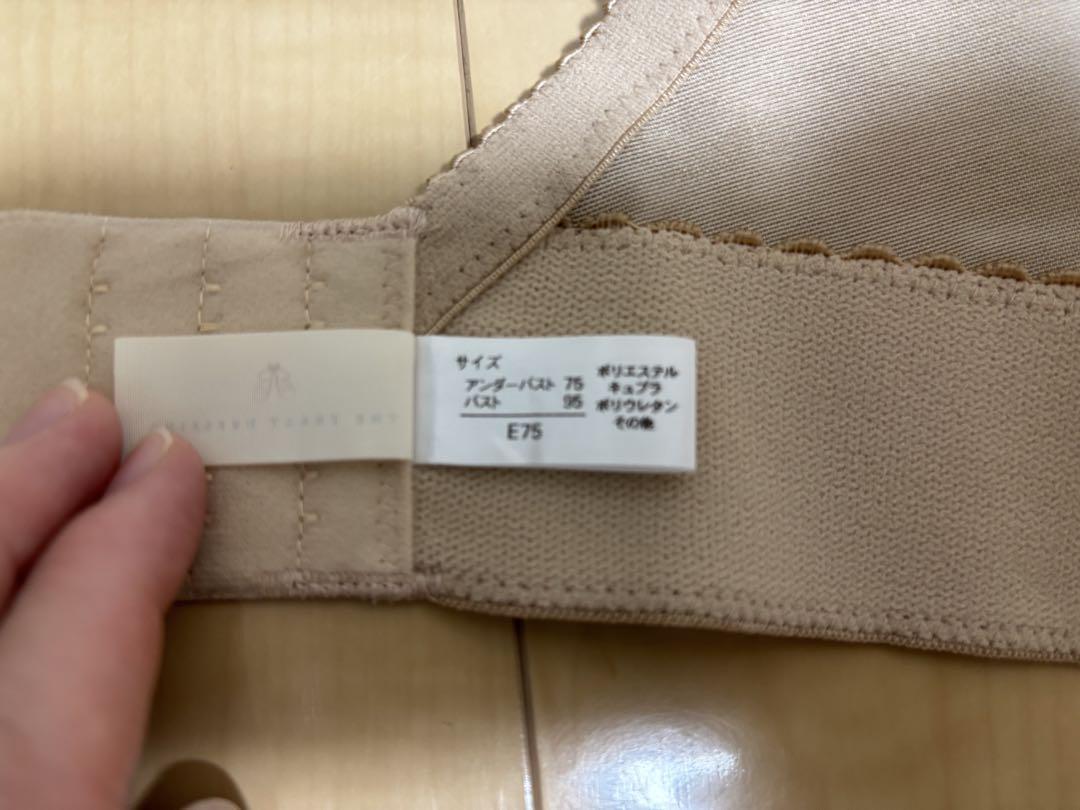 サイズ
アンダーバスト 75
バスト 95
E75
ポリエステル
キュプラ
ポリウレタン
その他